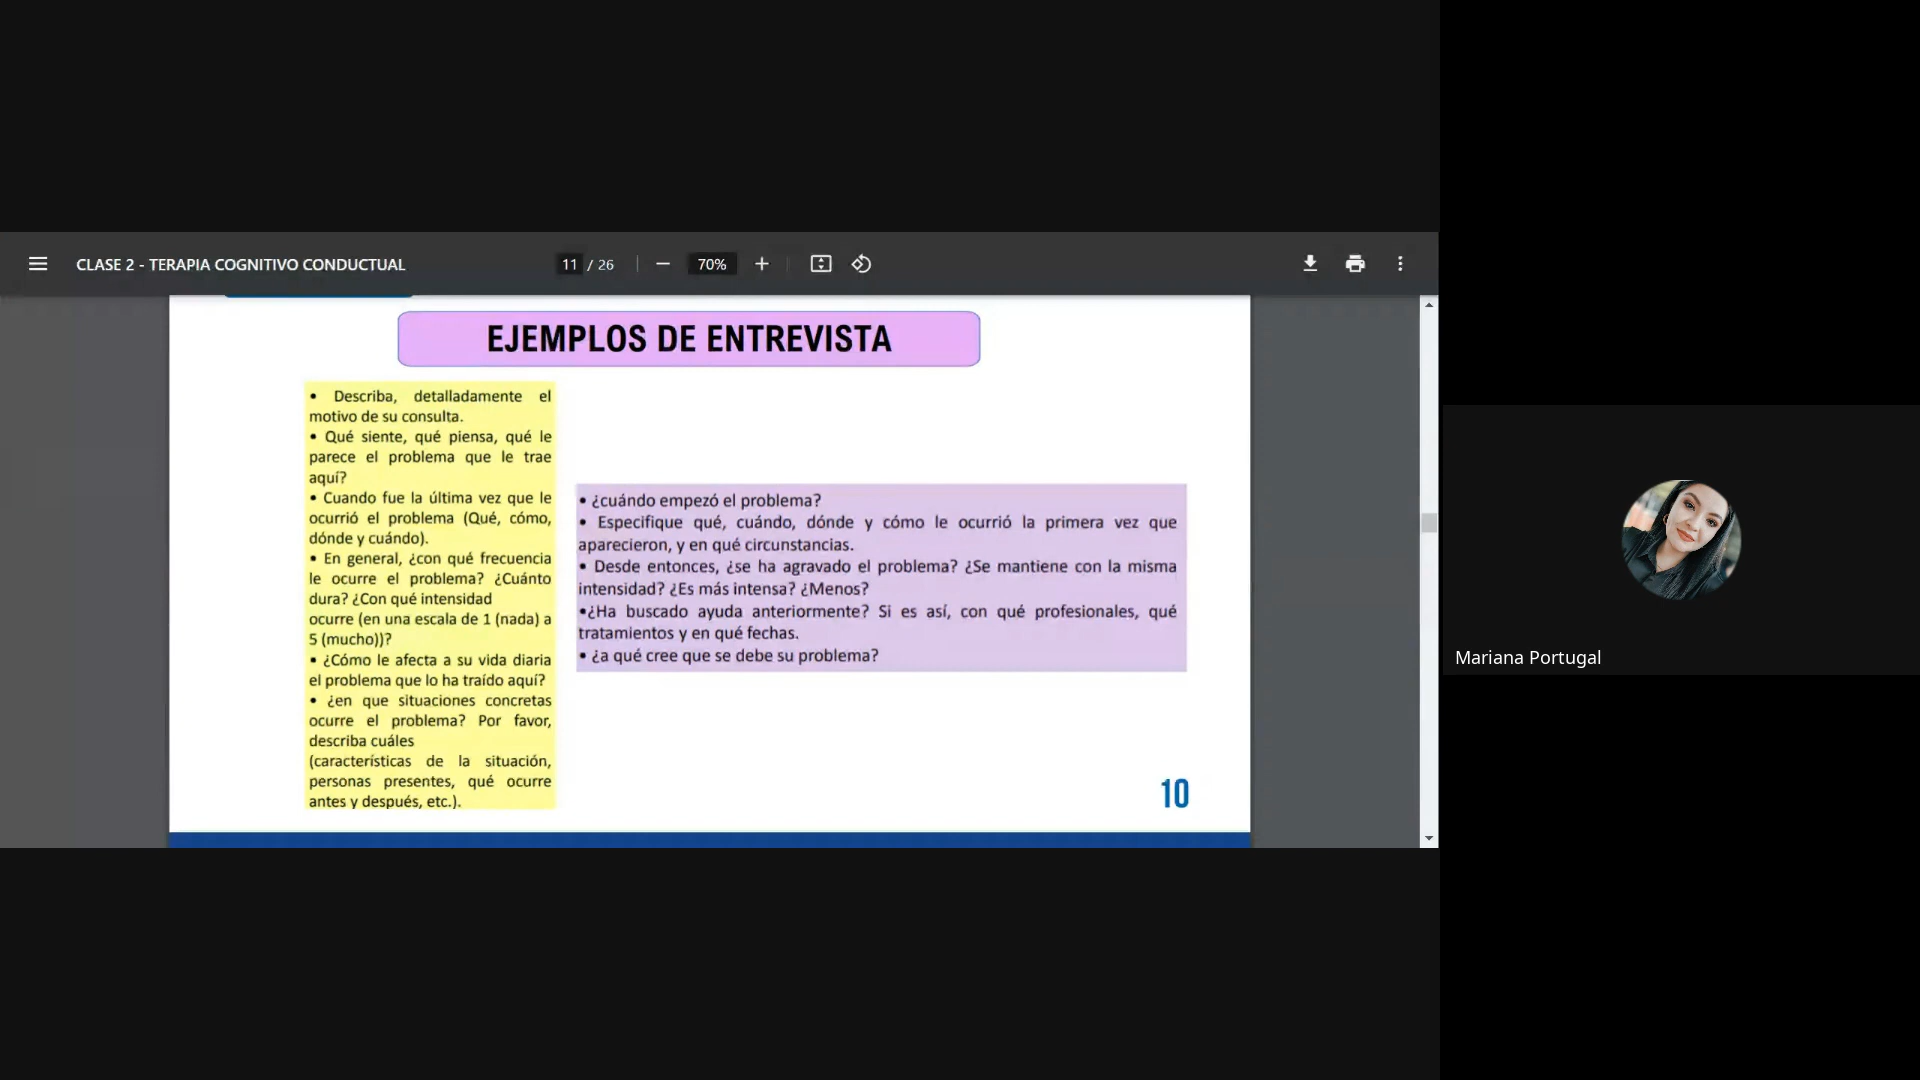 CLASE 2 - TERAPIA COGNITIVO CONDUCTUAL
11 / 26
70%
EJEMPLOS DE ENTREVISTA
• Describa, detalladamente el
motivo de su consulta.
• Qué siente, qué piensa, qué le
parece el problema que le trae
aquí?
• Cuando fue la última vez que le
ocurrió el problema (Qué, cómo,
dónde y cuándo).
• En general, ¿con qué frecuencia
le ocurre el problema? ¿Cuánto
dura? ¿Con qué intensidad
ocurre (en una escala de 1 (nada) a
5 (mucho))?
• ¿Cómo le afecta a su vida diaria
el problema que lo ha traído aquí?
• ¿en que situaciones concretas
ocurre el problema? Por favor,
describa cuáles
(características de la situación,
personas presentes, qué ocurre
antes y después, etc.).
• ¿cuándo empezó el problema?
• Especifique qué, cuándo, dónde y cómo le ocurrió la primera vez que
aparecieron, y en qué circunstancias.
• Desde entonces, ¿se ha agravado el problema? ¿Se mantiene con la misma
intensidad? ¿Es más intensa? ¿Menos?
•¿Ha buscado ayuda anteriormente? Si es así, con qué profesionales, qué
tratamientos y en qué fechas.
• ¿a qué cree que se debe su problema?
10
Mariana Portugal